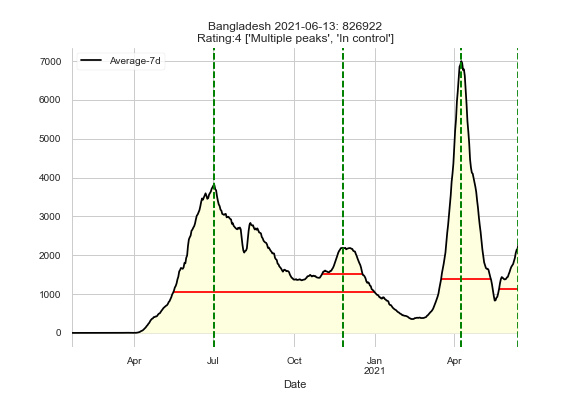 Bangladesh 2021-06-13: 826922
Rating:4 ['Multiple peaks', 'In control']
Average-7d
7000
6000
5000
4000
3000
2000
1000
0
Apr
Jul
Oct
Jan
2021
Apr
Date